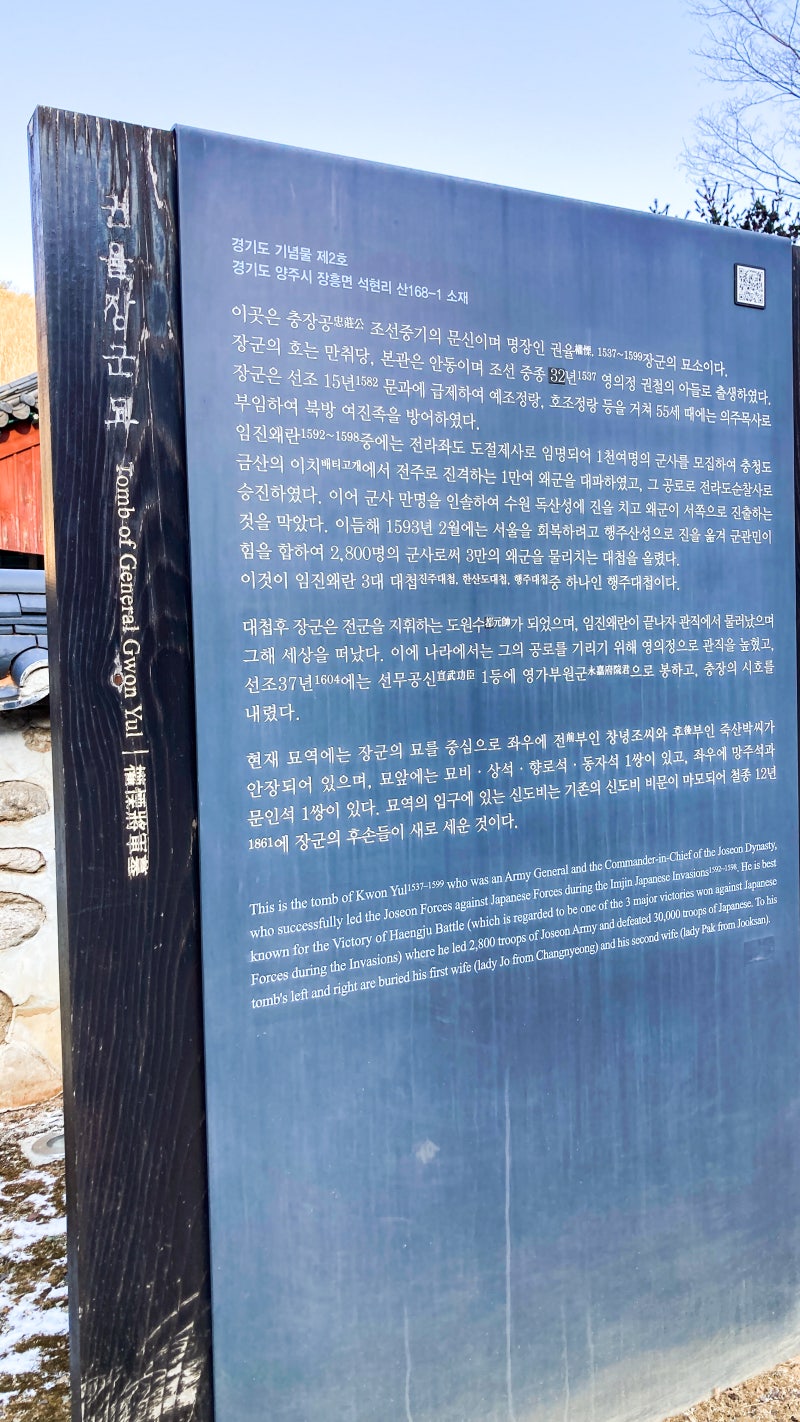 권율장군묘
Tomb of General Gwon Yul | 權慄將軍墓
경기도 기념물 제2호
경기도 양주시 장흥면 석현리 산168-1 소재
이곳은 충장공忠莊公 조선중기의 문신이며 명장인 권율權慄, 1537~1599장군의 묘소이다.
장군의 호는 만취당, 본관은 안동이며 조선 중종 32년1537 영의정 권철의 아들로 출생하였다.
장군은 선조 15년1582 문과에 급제하여 예조정랑, 호조정랑 등을 거쳐 55세 때에는 의주목사로
부임하여 북방 여진족을 방어하였다.
임진왜란1592~1598중에는 전라좌도 도절제사로 임명되어 1천여명의 군사를 모집하여 충청도
금산의 이치배티고개에서 전주로 진격하는 1만여 왜군을 대파하였고, 그 공로로 전라도순찰사로
승진하였다. 이어 군사 만명을 인솔하여 수원 독산성에 진을 치고 왜군이 서쪽으로 진출하는
것을 막았다. 이듬해 1593년 2월에는 서울을 회복하려고 행주산성으로 진을 옮겨 군관민이
힘을 합하여 2,800명의 군사로써 3만의 왜군을 물리치는 대첩을 올렸다.
이것이 임진왜란 3대 대첩진주대첩, 한산도대첩, 행주대첩중 하나인 행주대첩이다.
대첩후 장군은 전군을 지휘하는 도원수都元帥가 되었으며, 임진왜란이 끝나자 관직에서 물러났으며
그해 세상을 떠났다. 이에 나라에서는 그의 공로를 기리기 위해 영의정으로 관직을 높혔고,
선조37년1604에는 선무공신宣武功臣 1등에 영가부원군永嘉府院君으로 봉하고, 충장의 시호를
내렸다.
현재 묘역에는 장군의 묘를 중심으로 좌우에 전前부인 창녕조씨와 후後부인 죽산박씨가
안장되어 있으며, 묘앞에는 묘비 · 상석 · 향로석 · 동자석 1쌍이 있고, 좌우에 망주석과
문인석 1쌍이 있다. 묘역의 입구에 있는 신도비는 기존의 신도비 비문이 마모되어 철종 12년
1861에 장군의 후손들이 새로 세운 것이다.
This is the tomb of Kwon Yul1537-1599 who was an Army General and the Commander-in-Chief of the Joseon Dynasty,
who successfully led the Joseon Forces against Japanese Forces during the Imjin Japanese Invasions1592-1598. He is best
known for the Victory of Haengju Battle (which is regarded to be one of the 3 major victories won against Japanese
Forces during the Invasions) where he led 2,800 troops of Joseon Army and defeated 30,000 troops of Japanese. To his
tomb's left and right are buried his first wife (lady Jo from Changnyeong) and his second wife (lady Pak from Jooksan).